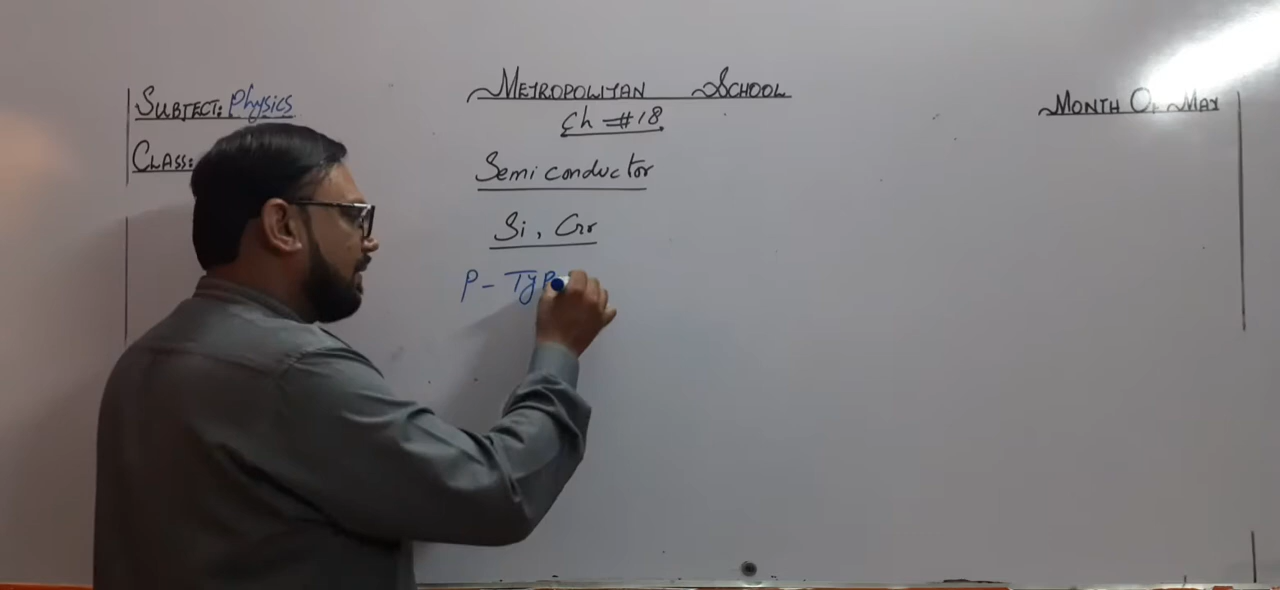 METROPOLITAN SCHOOL
SUBJECT: Physics
MONTH OF MAY
Ch #18
CLASS:
Semiconductor
Si, Ge
P-Typ